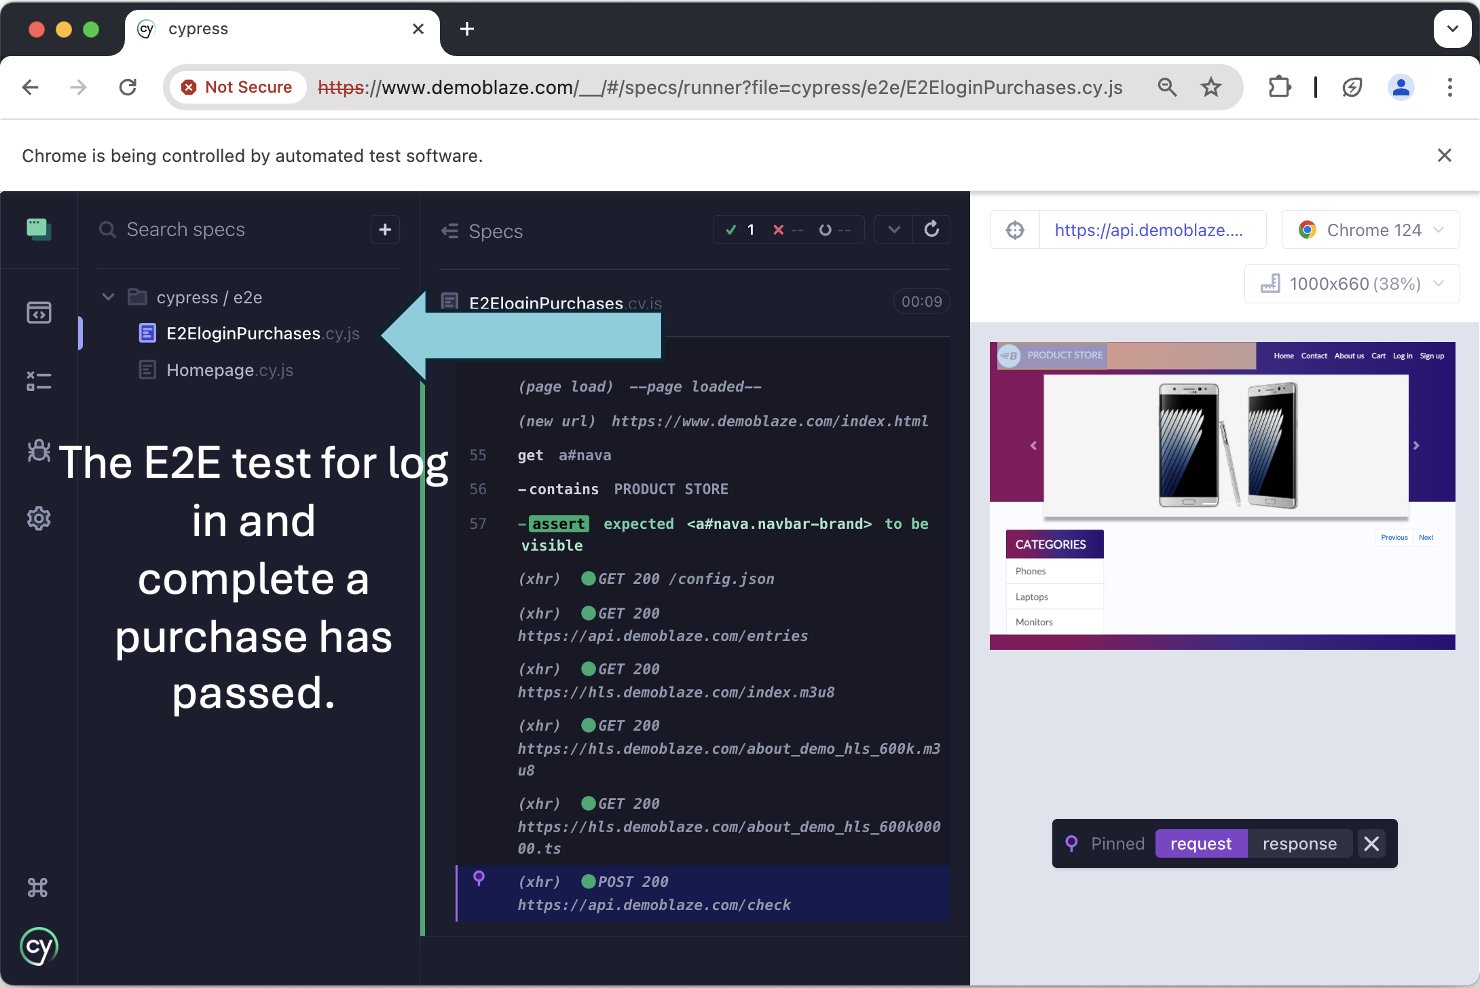 cypress
Not Secure https://www.demoblaze.com/__/#/specs/runner?file=cypress/e2e/E2EloginPurchases.cy.js
Chrome is being controlled by automated test software.
Search specs
+
cypress / e2e
E2EloginPurchases.cy.js
Homepage.cy.js
The E2E test for log
in and
complete a
purchase has
passed.
cy
Specs
1 -- --
E2EloginPurchases.cy.js 00:09
(page load) --page loaded--
(new url) https://www.demoblaze.com/index.html
55 get a#nava
56 -contains PRODUCT STORE
57 -assert expected <a#nava.navbar-brand> to be
visible
(xhr) GET 200 /config.json
(xhr) GET 200
https://api.demoblaze.com/entries
(xhr) GET 200
https://hls.demoblaze.com/index.m3u8
(xhr) GET 200
https://hls.demoblaze.com/about_demo_hls_600k.m3
u8
(xhr) GET 200
https://hls.demoblaze.com/about_demo_hls_600k000
00.ts
(xhr) POST 200
https://api.demoblaze.com/check
https://api.demoblaze.... Chrome 124
1000x660 (38%)
PRODUCT STORE Home Contact About us Cart Log in Sign up
CATEGORIES
Phones
Laptops
Monitors
Previous Next
Pinned request response